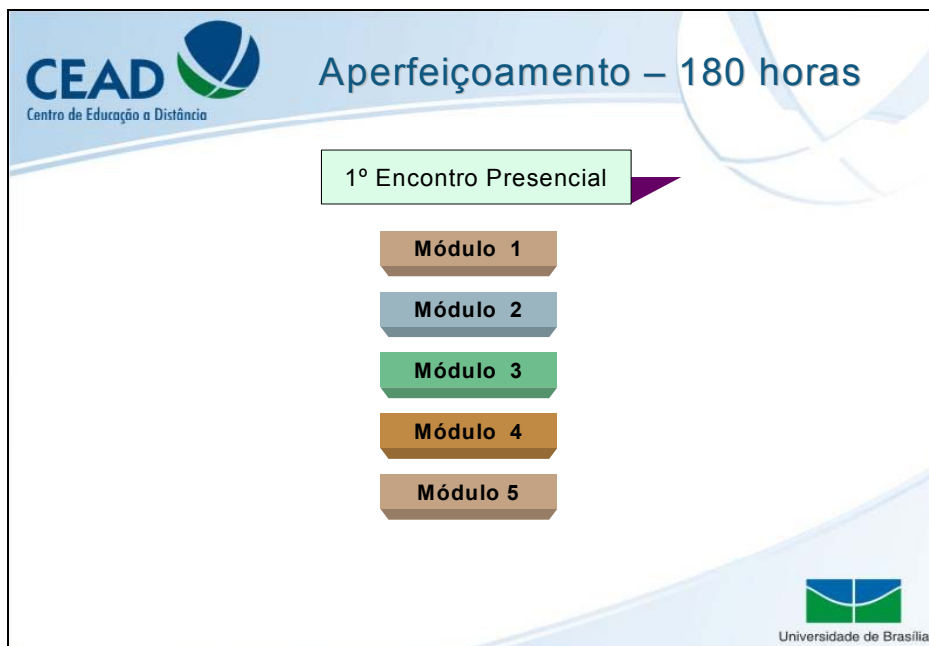 CEAD
Centro de Educação a Distância
Aperfeiçoamento – 180 horas
1º Encontro Presencial
Módulo 1
Módulo 2
Módulo 3
Módulo 4
Módulo 5
Universidade de Brasília